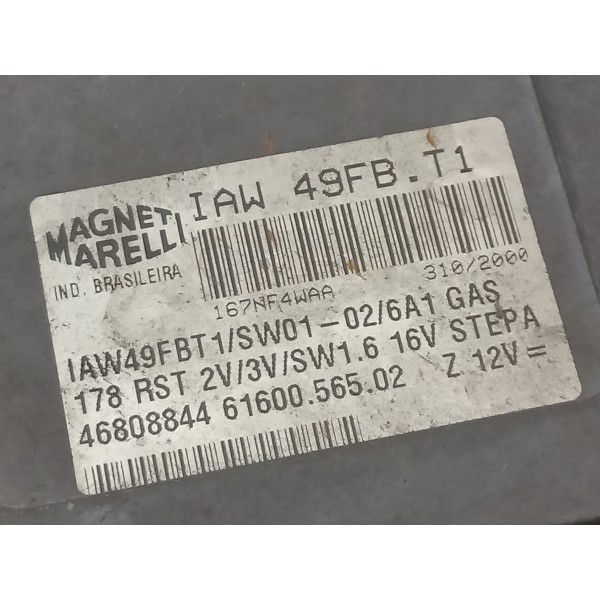 MAGNETI
MARELLI
IND. BRASILEIRA
IAW 49FB.T1
167NF4WAA
310/2000
IAW49FBT1/SW01-02/6A1 GAS
178 RST 2V/3V/SW1.6 16V STEPA
46808844 61600.565.02 Z 12V=